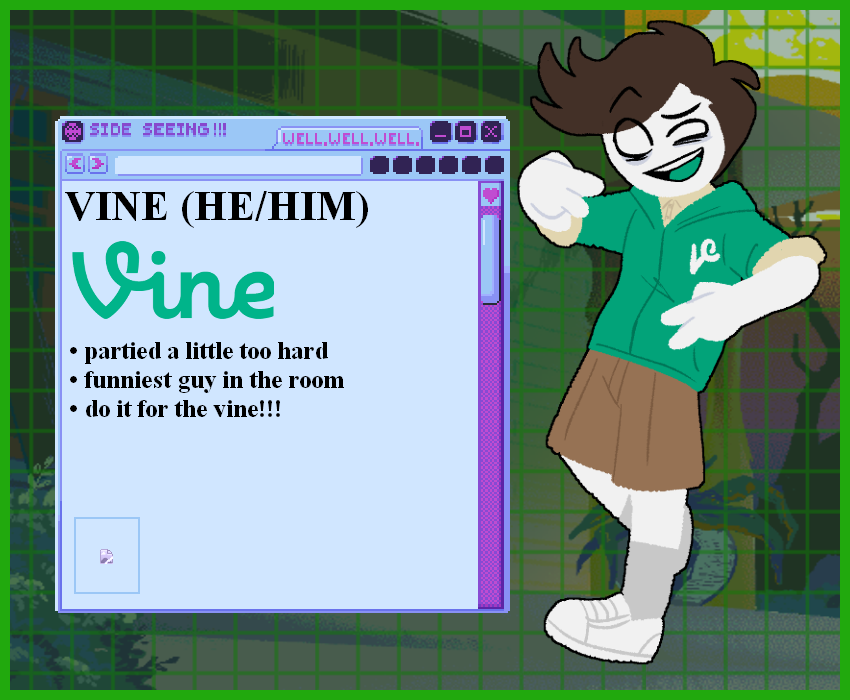 SIDE SEEING!!!
WELL.WELL.WELL.
VINE (HE/HIM)
Vine
• partied a little too hard
• funniest guy in the room
• do it for the vine!!!